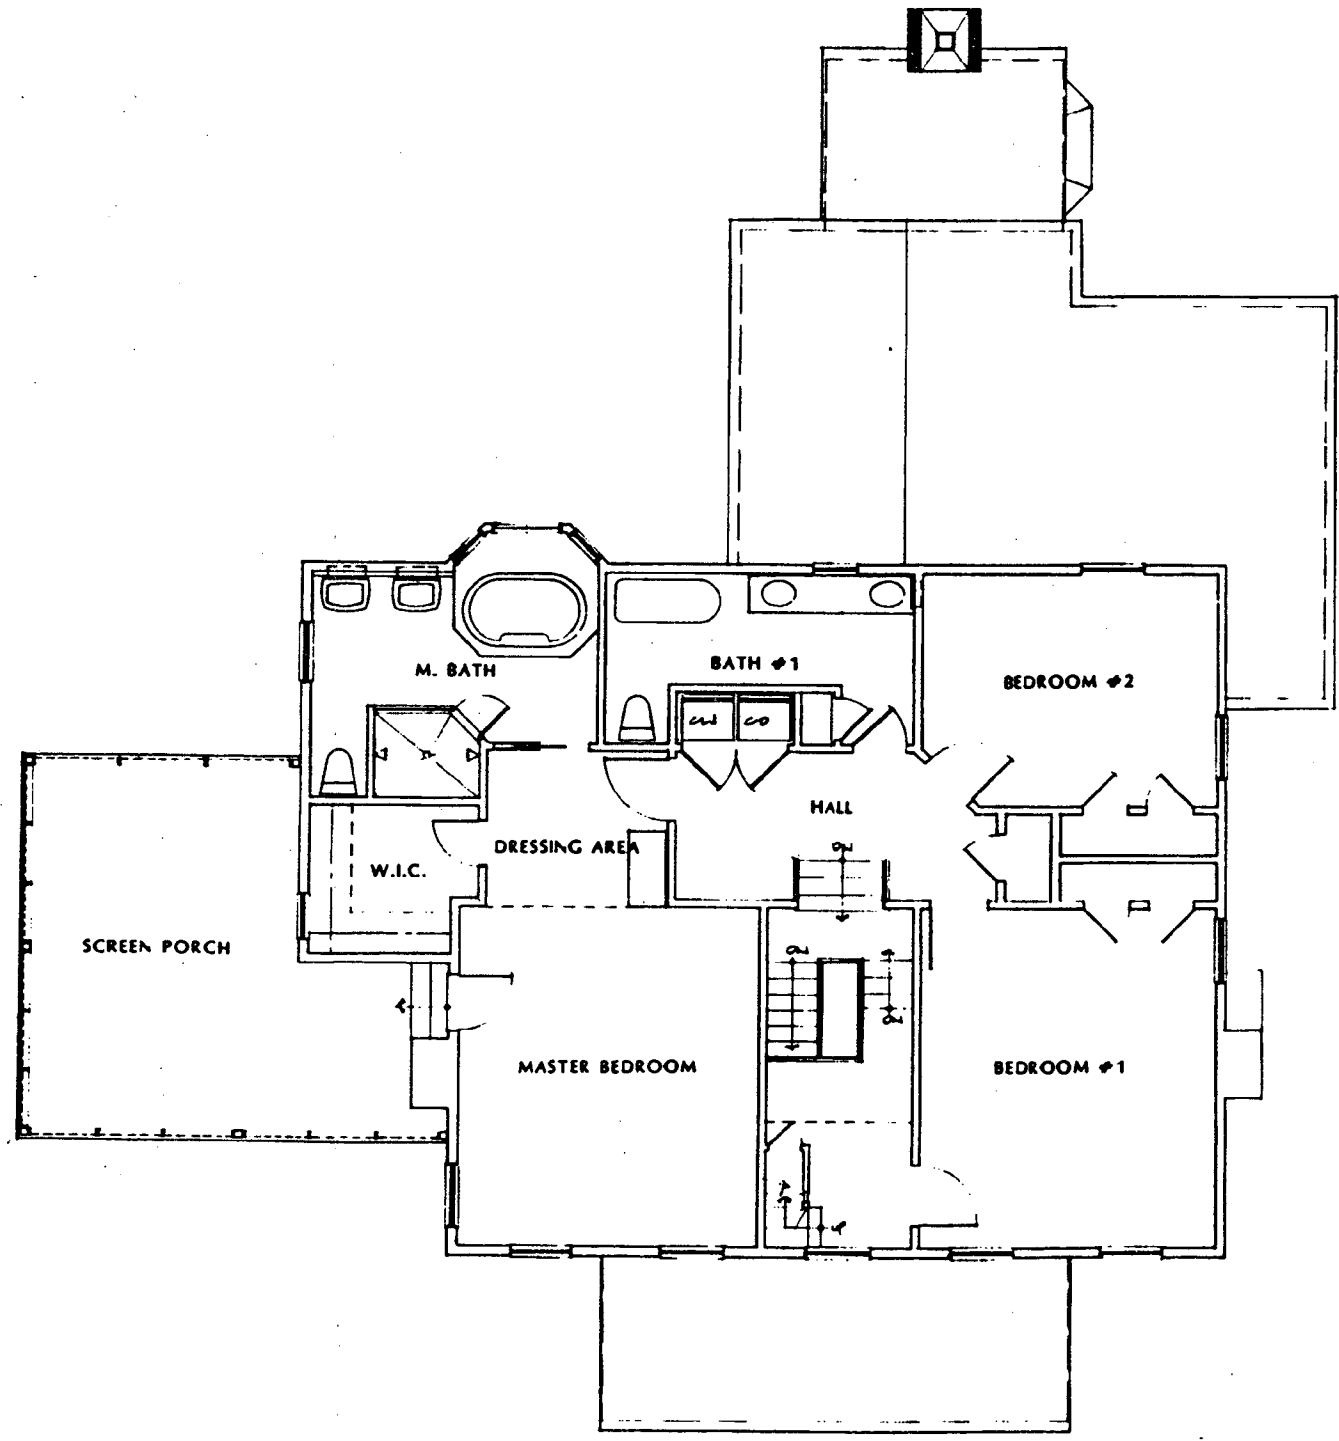 M. BATH
BATH #1
BEDROOM #2
HALL
DRESSING AREA
W.I.C.
SCREEN PORCH
MASTER BEDROOM
BEDROOM #1